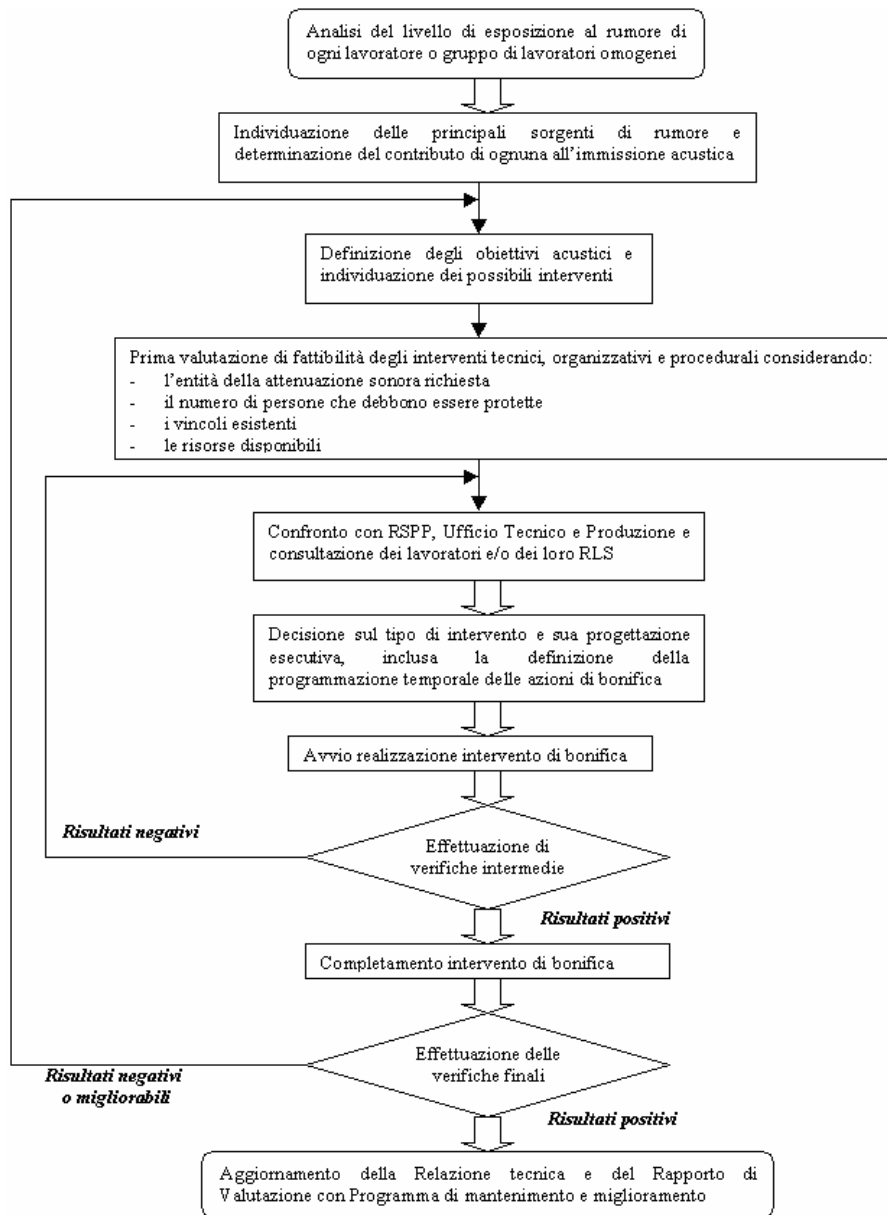 Analisi del livello di esposizione al rumore di
ogni lavoratore o gruppo di lavoratori omogenei
Individuazione delle principali sorgenti di rumore e
determinazione del contributo di ognuna all'immissione acustica
Definizione degli obiettivi acustici e
individuazione dei possibili interventi
Prima valutazione di fattibilità degli interventi tecnici, organizzativi e procedurali considerando:
- l'entità della attenuazione sonora richiesta
- il numero di persone che debbono essere protette
- i vincoli esistenti
- le risorse disponibili
Confronto con RSPP, Ufficio Tecnico e Produzione e
consultazione dei lavoratori e/o dei loro RLS
Decisione sul tipo di intervento e sua progettazione
esecutiva, inclusa la definizione della
programmazione temporale delle azioni di bonifica
Avvio realizzazione intervento di bonifica
Risultati negativi
Effettuazione di
verifiche intermedie
Risultati positivi
Completamento intervento di bonifica
Effettuazione delle
verifiche finali
Risultati negativi
o migliorabili
Risultati positivi
Aggiornamento della Relazione tecnica e del Rapporto di
Valutazione con Programma di mantenimento e miglioramento